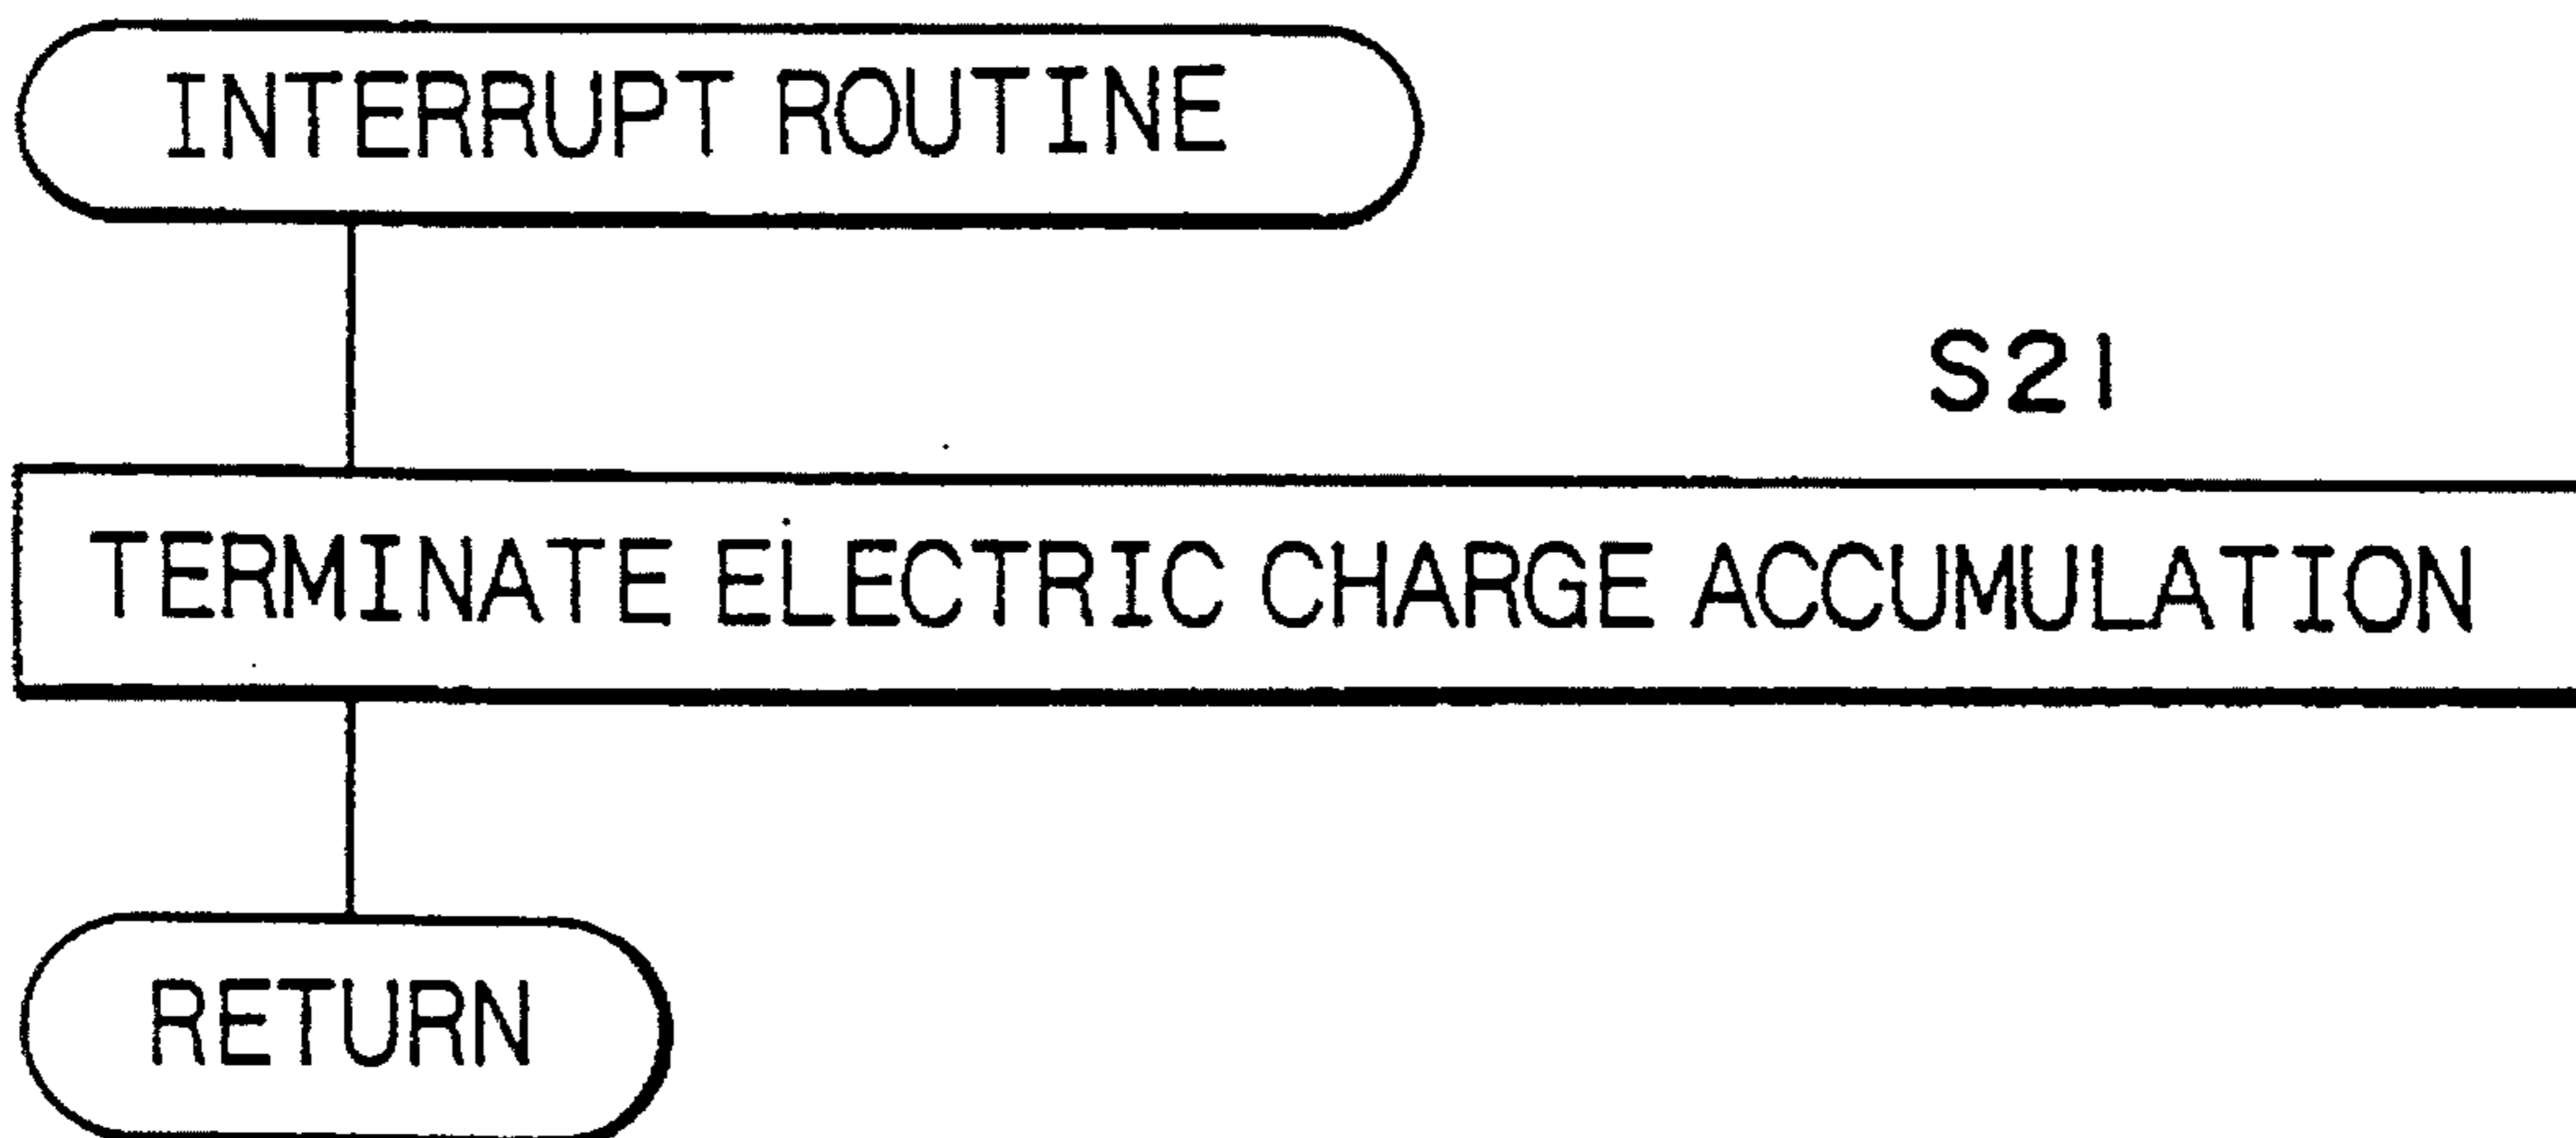 INTERRUPT ROUTINE
S21
TERMINATE ELECTRIC CHARGE ACCUMULATION
RETURN